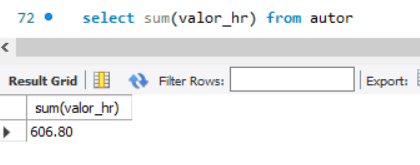 72 select sum(valor_hr) from autor
Result Grid Filter Rows: Export:
sum(valor_hr)
606.80